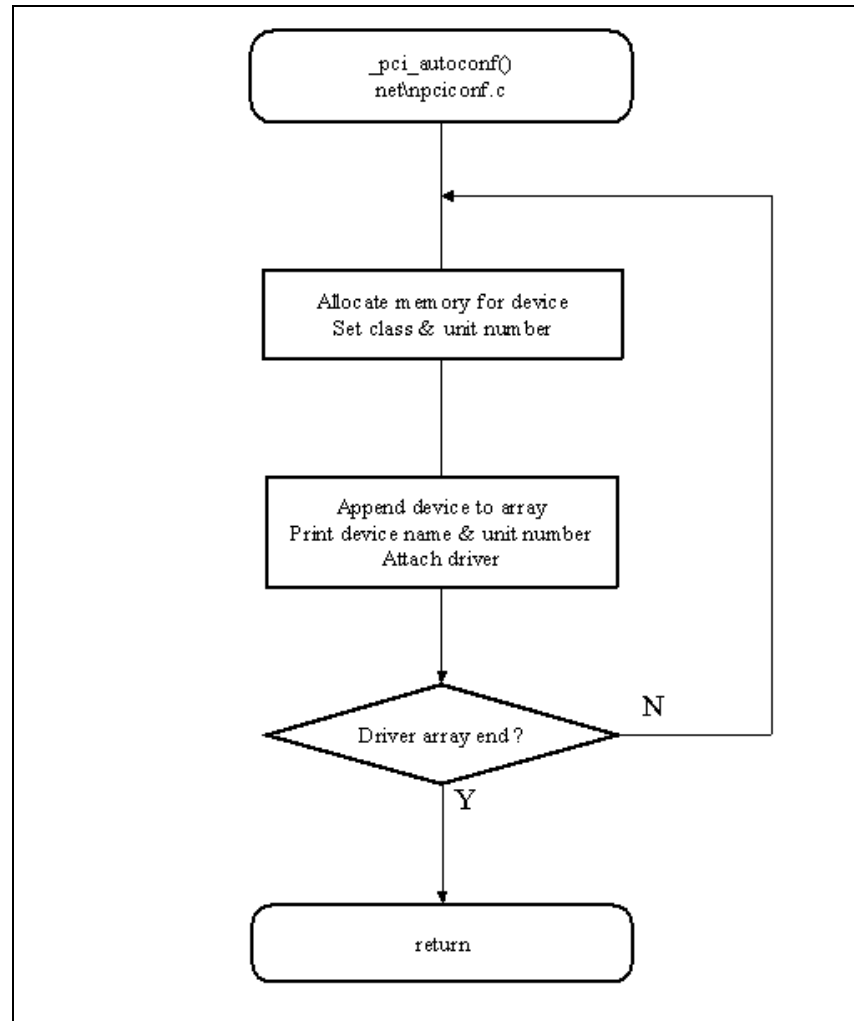 _pci_autoconf()
net\npciconf.c
Allocate memory for device
Set class & unit number
Append device to array
Print device name & unit number
Attach driver
Driver array end ?
N
Y
return